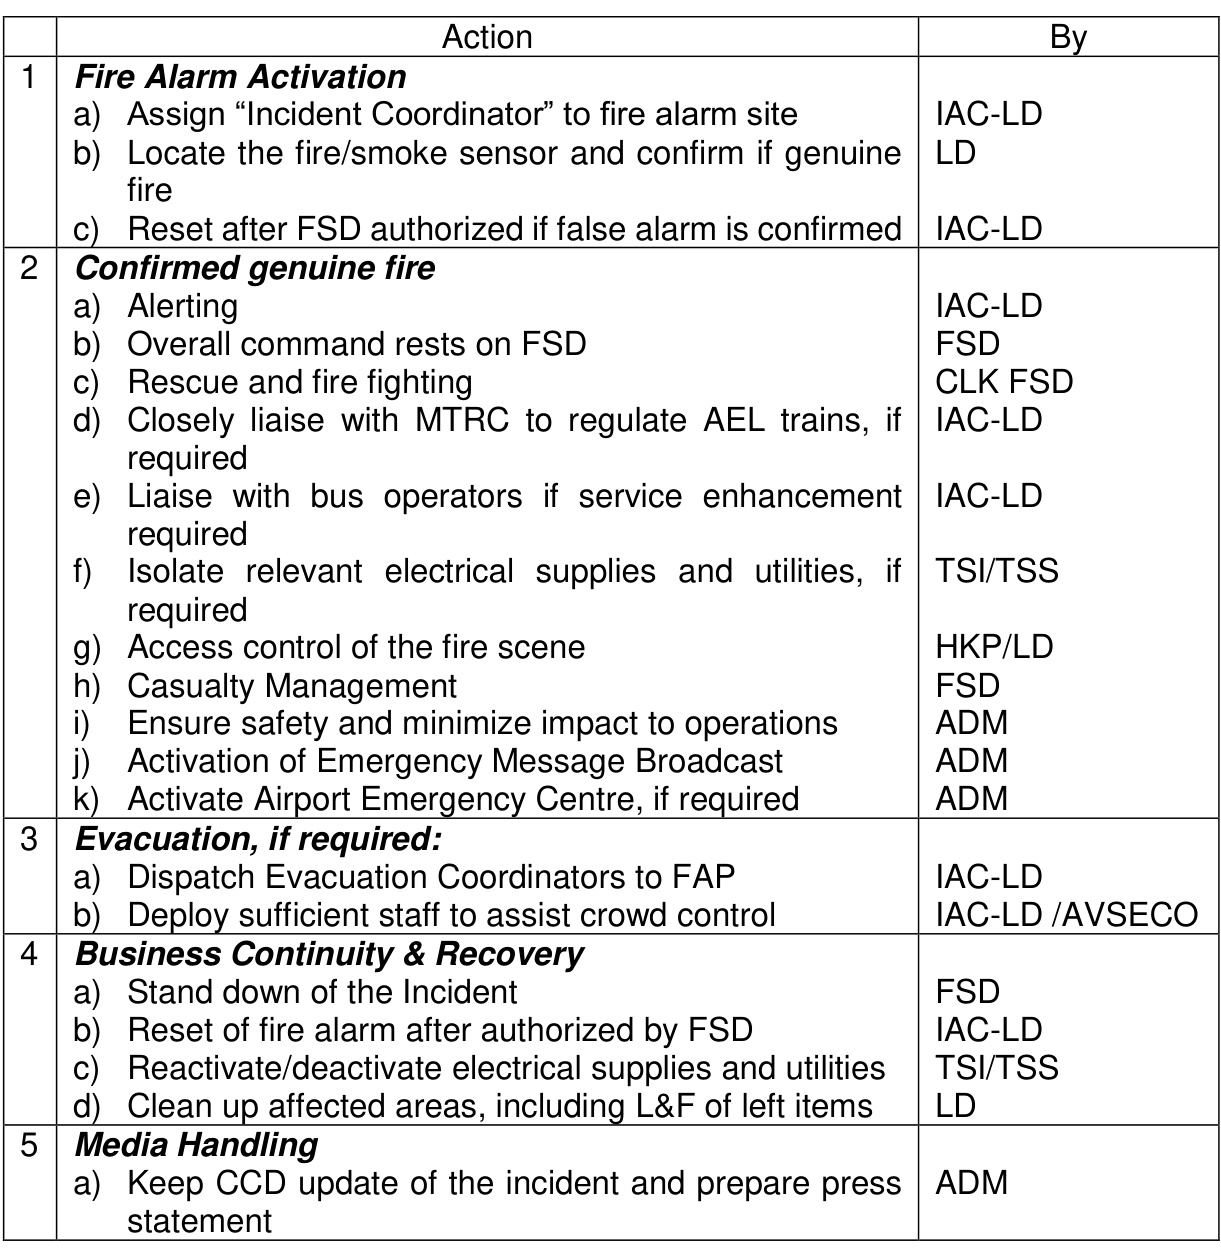 Action By
1 Fire Alarm Activation
a) Assign “Incident Coordinator” to fire alarm site IAC-LD
b) Locate the fire/smoke sensor and confirm if genuine LD
fire
c) Reset after FSD authorized if false alarm is confirmed IAC-LD
2 Confirmed genuine fire
a) Alerting IAC-LD
b) Overall command rests on FSD FSD
c) Rescue and fire fighting CLK FSD
d) Closely liaise with MTRC to regulate AEL trains, if IAC-LD
required
e) Liaise with bus operators if service enhancement IAC-LD
required
f) Isolate relevant electrical supplies and utilities, if TSI/TSS
required
g) Access control of the fire scene HKP/LD
h) Casualty Management FSD
i) Ensure safety and minimize impact to operations ADM
j) Activation of Emergency Message Broadcast ADM
k) Activate Airport Emergency Centre, if required ADM
3 Evacuation, if required:
a) Dispatch Evacuation Coordinators to FAP IAC-LD
b) Deploy sufficient staff to assist crowd control IAC-LD /AVSECO
4 Business Continuity & Recovery
a) Stand down of the Incident FSD
b) Reset of fire alarm after authorized by FSD IAC-LD
c) Reactivate/deactivate electrical supplies and utilities TSI/TSS
d) Clean up affected areas, including L&F of left items LD
5 Media Handling
a) Keep CCD update of the incident and prepare press ADM
statement